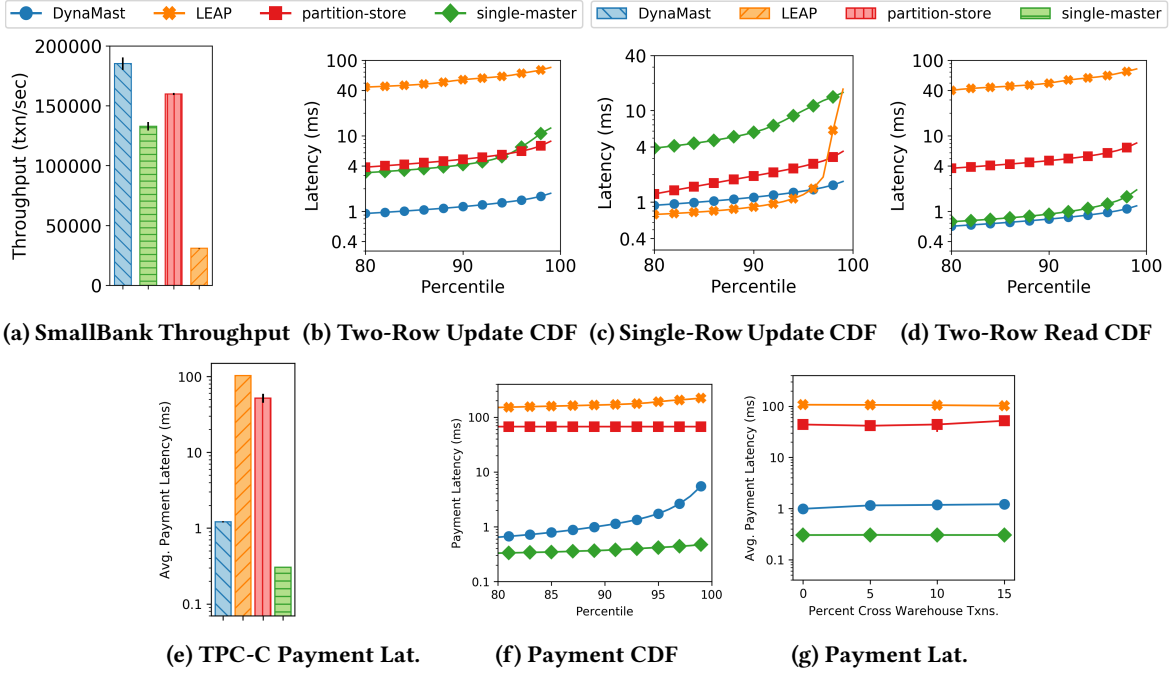 DynaMast LEAP partition-store single-master
DynaMast LEAP partition-store single-master
Throughput (txn/sec)
200000
150000
100000
50000
0
Latency (ms)
100
40
10
4
1
0.4
80 90 100
Percentile
Latency (ms)
40
10
4
1
0.4
80 90 100
Percentile
Latency (ms)
100
40
10
4
1
0.4
80 90 100
Percentile
(a) SmallBank Throughput (b) Two-Row Update CDF (c) Single-Row Update CDF (d) Two-Row Read CDF
Avg. Payment Latency (ms)
100
10
1
0.1
Payment Latency (ms)
100
10
1
0.1
80 85 90 95 100
Percentile
Avg. Payment Latency (ms)
100
10
1
0.1
0 5 10 15
Percent Cross Warehouse Txns.
(e) TPC-C Payment Lat. (f) Payment CDF (g) Payment Lat.